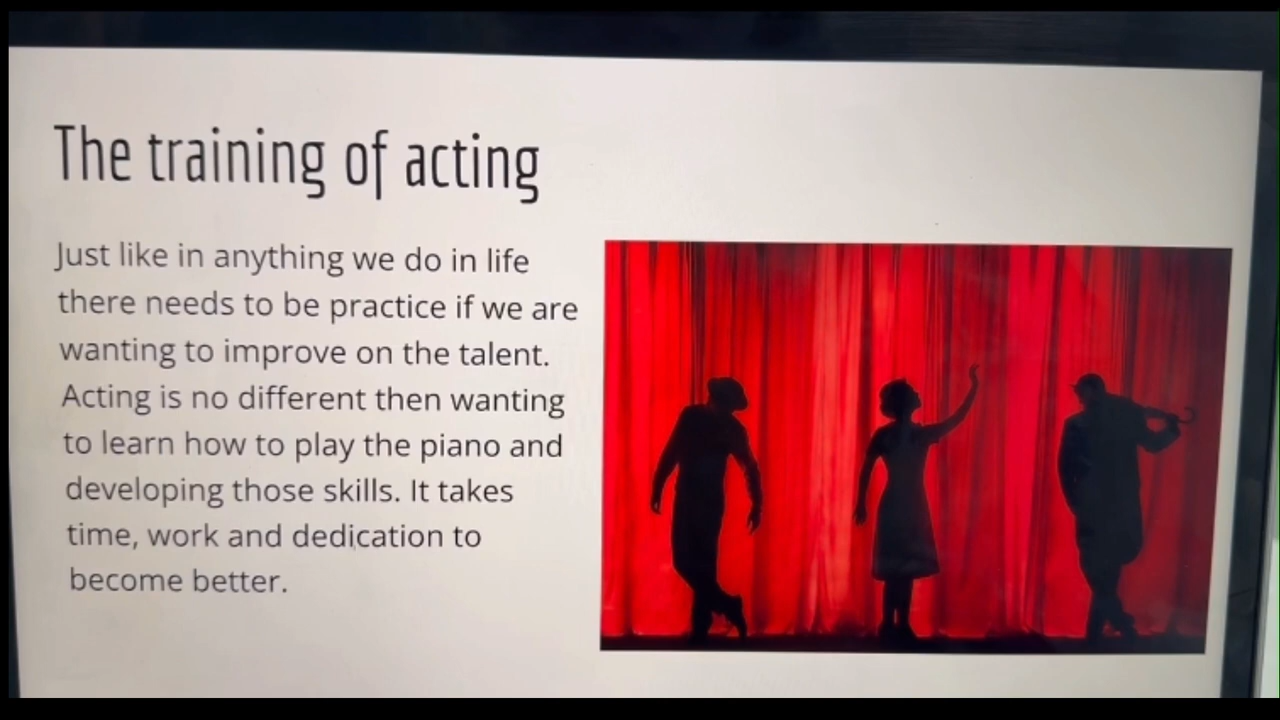 The training of acting
Just like in anything we do in life
there needs to be practice if we are
wanting to improve on the talent.
Acting is no different then wanting
to learn how to play the piano and
developing those skills. It takes
time, work and dedication to
become better.